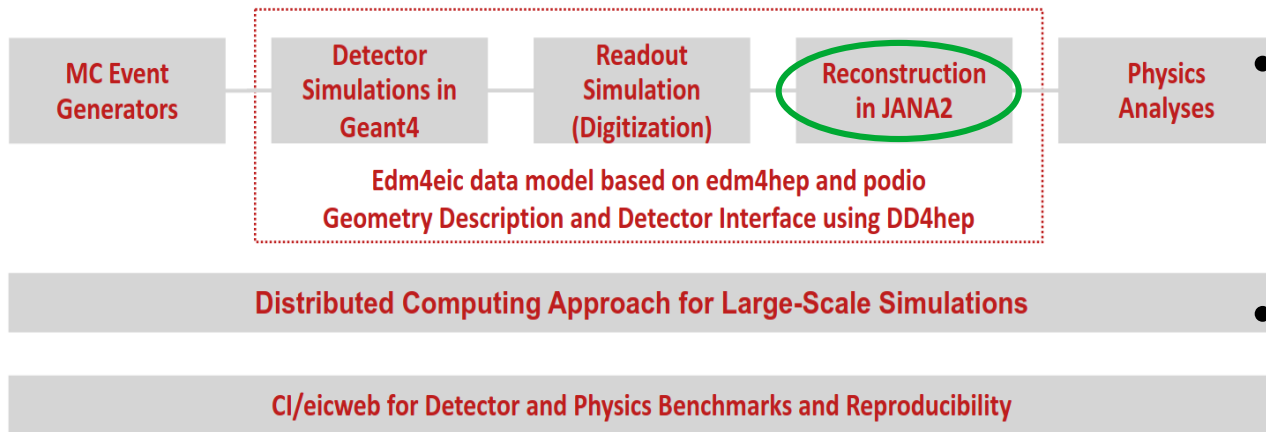 MC Event
Generators
Detector
Simulations in
Geant4
Readout
Simulation
(Digitization)
Reconstruction
in JANA2
Physics
Analyses
Edm4eic data model based on edm4hep and podio
Geometry Description and Detector Interface using DD4hep
Distributed Computing Approach for Large-Scale Simulations
CI/eicweb for Detector and Physics Benchmarks and Reproducibility